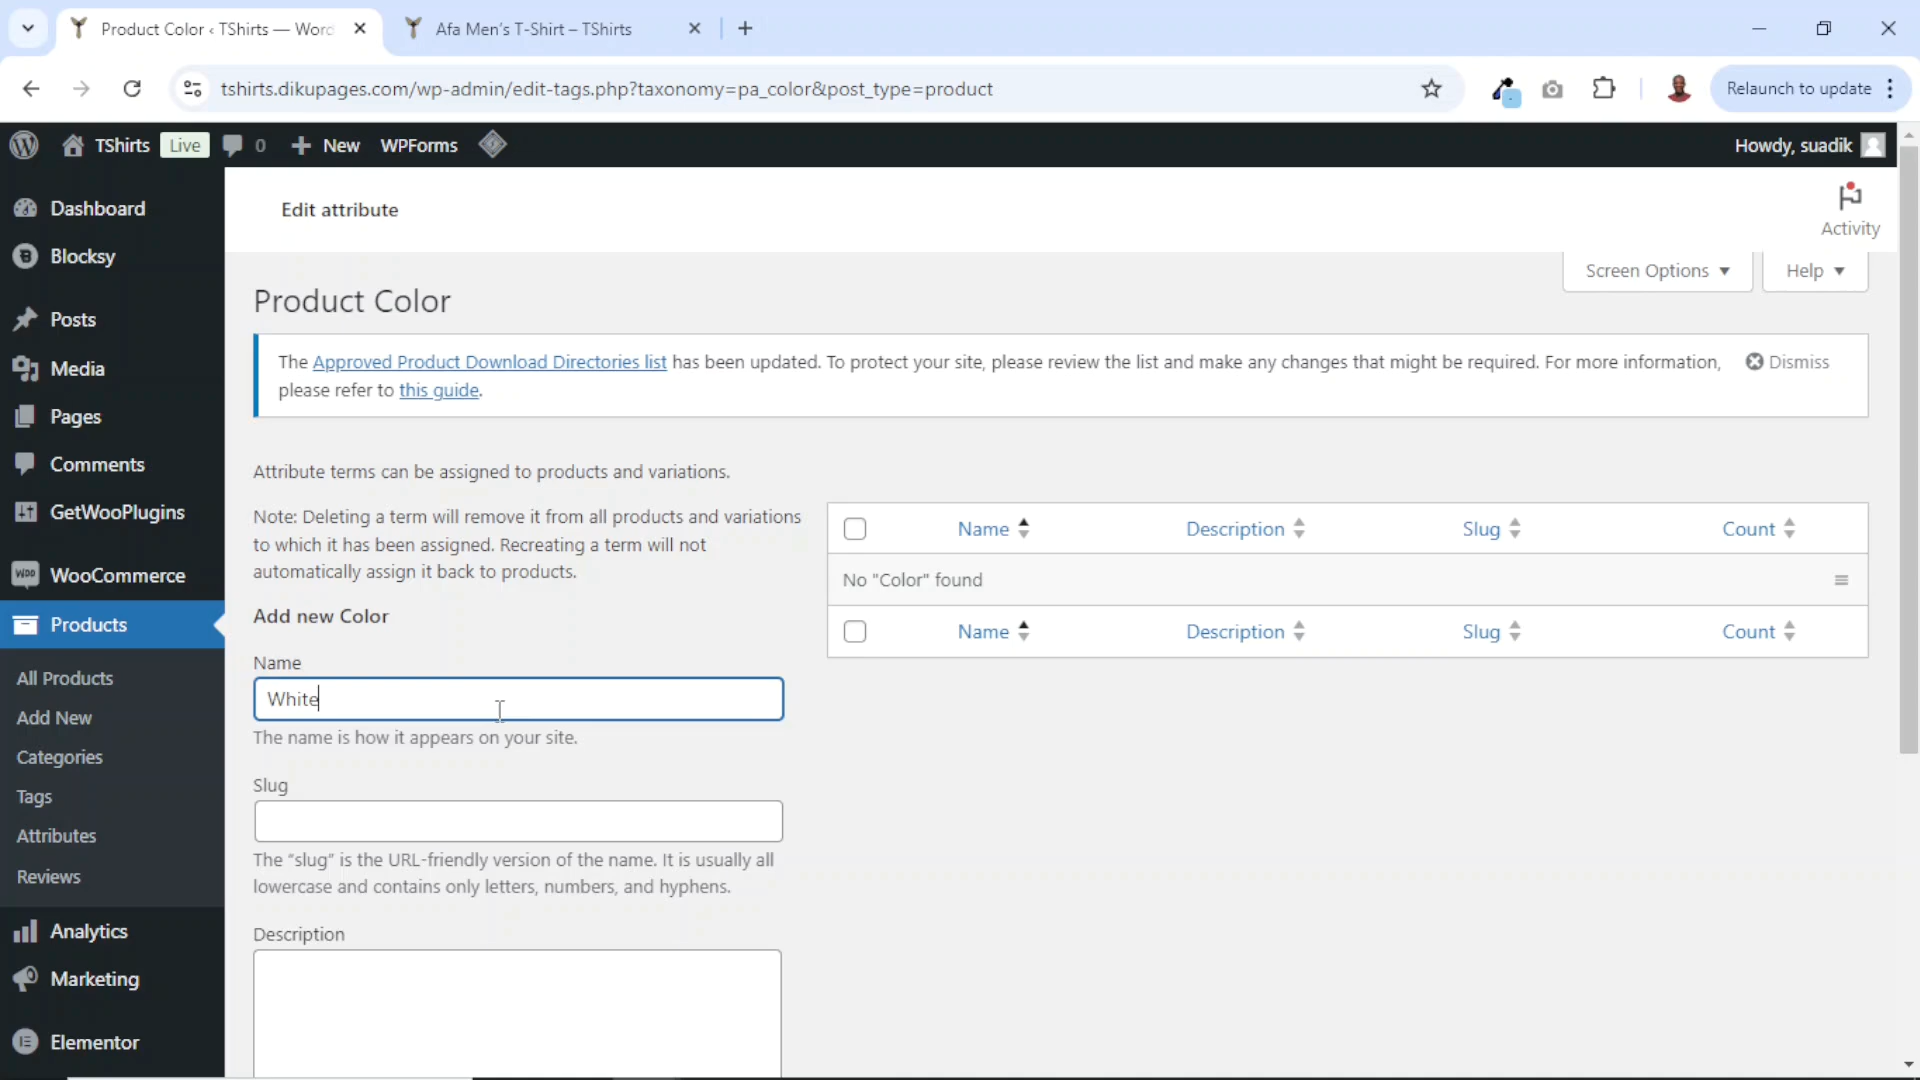 Product Color ‹ TShirts — Word
Afa Men's T-Shirt – TShirts
tshirts.dikupages.com/wp-admin/edit-tags.php?taxonomy=pa_color&post_type=product
Relaunch to update
TShirts Live 0 New WPForms
Howdy, suadik
Dashboard
Blocksy
Posts
Media
Pages
Comments
GetWooPlugins
WooCommerce
Products
All Products
Add New
Categories
Tags
Attributes
Reviews
Analytics
Marketing
Elementor
Edit attribute
Activity
Screen Options
Help
Product Color
The Approved Product Download Directories list has been updated. To protect your site, please review the list and make any changes that might be required. For more information,
please refer to this guide.
Dismiss
Attribute terms can be assigned to products and variations.
Note: Deleting a term will remove it from all products and variations
to which it has been assigned. Recreating a term will not
automatically assign it back to products.
Add new Color
Name
White
The name is how it appears on your site.
Slug
The "slug" is the URL-friendly version of the name. It is usually all
lowercase and contains only letters, numbers, and hyphens.
Description
Name Description Slug Count
No "Color" found
Name Description Slug Count